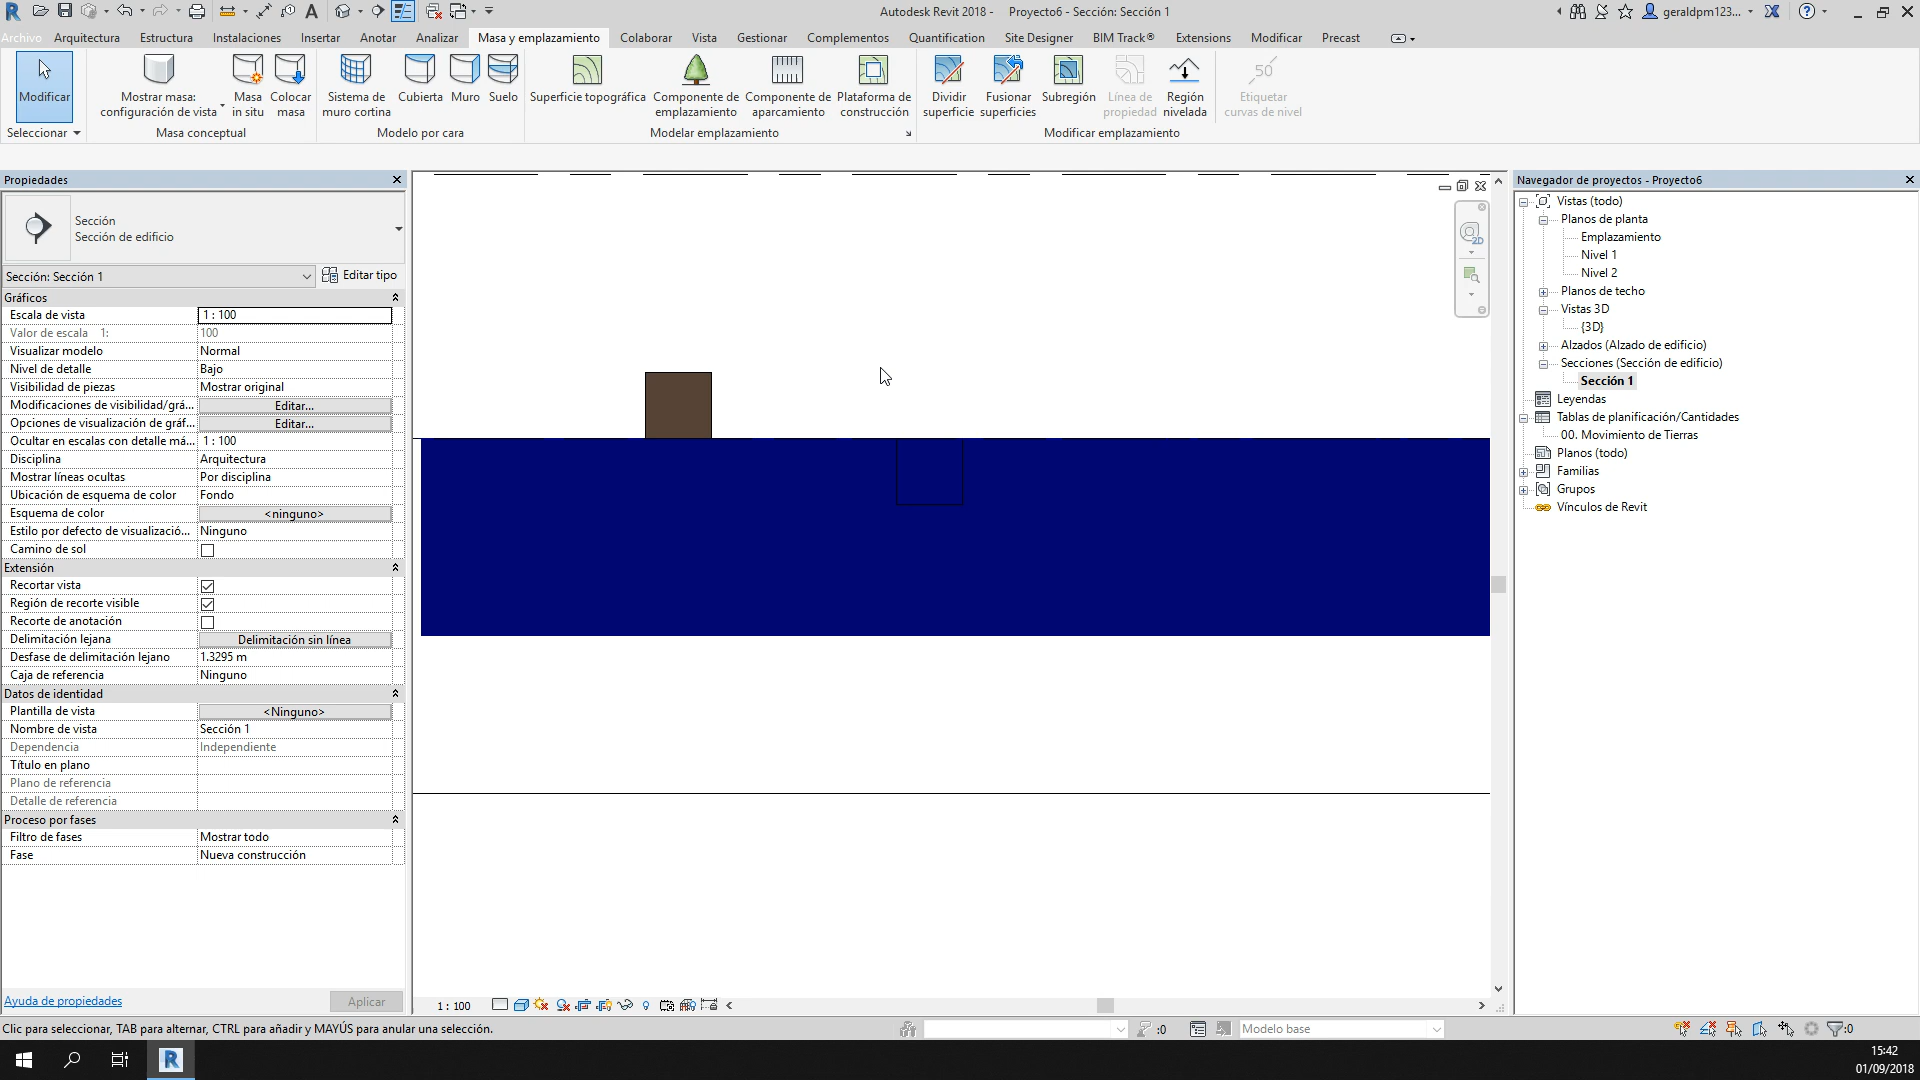 Autodesk Revit 2018 - Proyecto6 - Sección: Sección 1
geraldpm123...
Archivo Arquitectura Estructura Instalaciones Insertar Anotar Analizar Masa y emplazamiento Colaborar Vista Gestionar Complementos Quantification Site Designer BIM Track® Extensions Modificar Precast
Modificar
Mostrar masa:
configuración de vista
Masa
in situ
Colocar
masa
Sistema de
muro cortina
Cubierta
Muro
Suelo
Superficie topográfica
Componente de
emplazamiento
Componente de
aparcamiento
Plataforma de
construcción
Dividir
superficie
Fusionar
superficies
Subregión
Línea de
propiedad
Región
nivelada
50
Etiquetar
curvas de nivel
Seleccionar
Masa conceptual
Modelo por cara
Modelar emplazamiento
Modificar emplazamiento
Propiedades
Sección
Sección de edificio
Sección: Sección 1
Editar tipo
Gráficos
Escala de vista 1 : 100
Valor de escala 1: 100
Visualizar modelo Normal
Nivel de detalle Bajo
Visibilidad de piezas Mostrar original
Modificaciones de visibilidad/grá... Editar...
Opciones de visualización de gráf... Editar...
Ocultar en escalas con detalle má... 1 : 100
Disciplina Arquitectura
Mostrar líneas ocultas Por disciplina
Ubicación de esquema de color Fondo
Esquema de color <ninguno>
Estilo por defecto de visualizació... Ninguno
Camino de sol
Extensión
Recortar vista
Región de recorte visible
Recorte de anotación
Delimitación lejana Delimitación sin línea
Desfase de delimitación lejano 1.3295 m
Caja de referencia Ninguno
Datos de identidad
Plantilla de vista <Ninguno>
Nombre de vista Sección 1
Dependencia Independiente
Título en plano
Plano de referencia
Detalle de referencia
Proceso por fases
Filtro de fases Mostrar todo
Fase Nueva construcción
Ayuda de propiedades
Aplicar
2D
Navegador de proyectos - Proyecto6
Vistas (todo)
Planos de planta
Emplazamiento
Nivel 1
Nivel 2
Planos de techo
Vistas 3D
{3D}
Alzados (Alzado de edificio)
Secciones (Sección de edificio)
Sección 1
Leyendas
Tablas de planificación/Cantidades
00. Movimiento de Tierras
Planos (todo)
Familias
Grupos
Vínculos de Revit
1 : 100
Clic para seleccionar, TAB para alternar, CTRL para añadir y MAYÚS para anular una selección.
:0
Modelo base
:0
15:42
01/09/2018